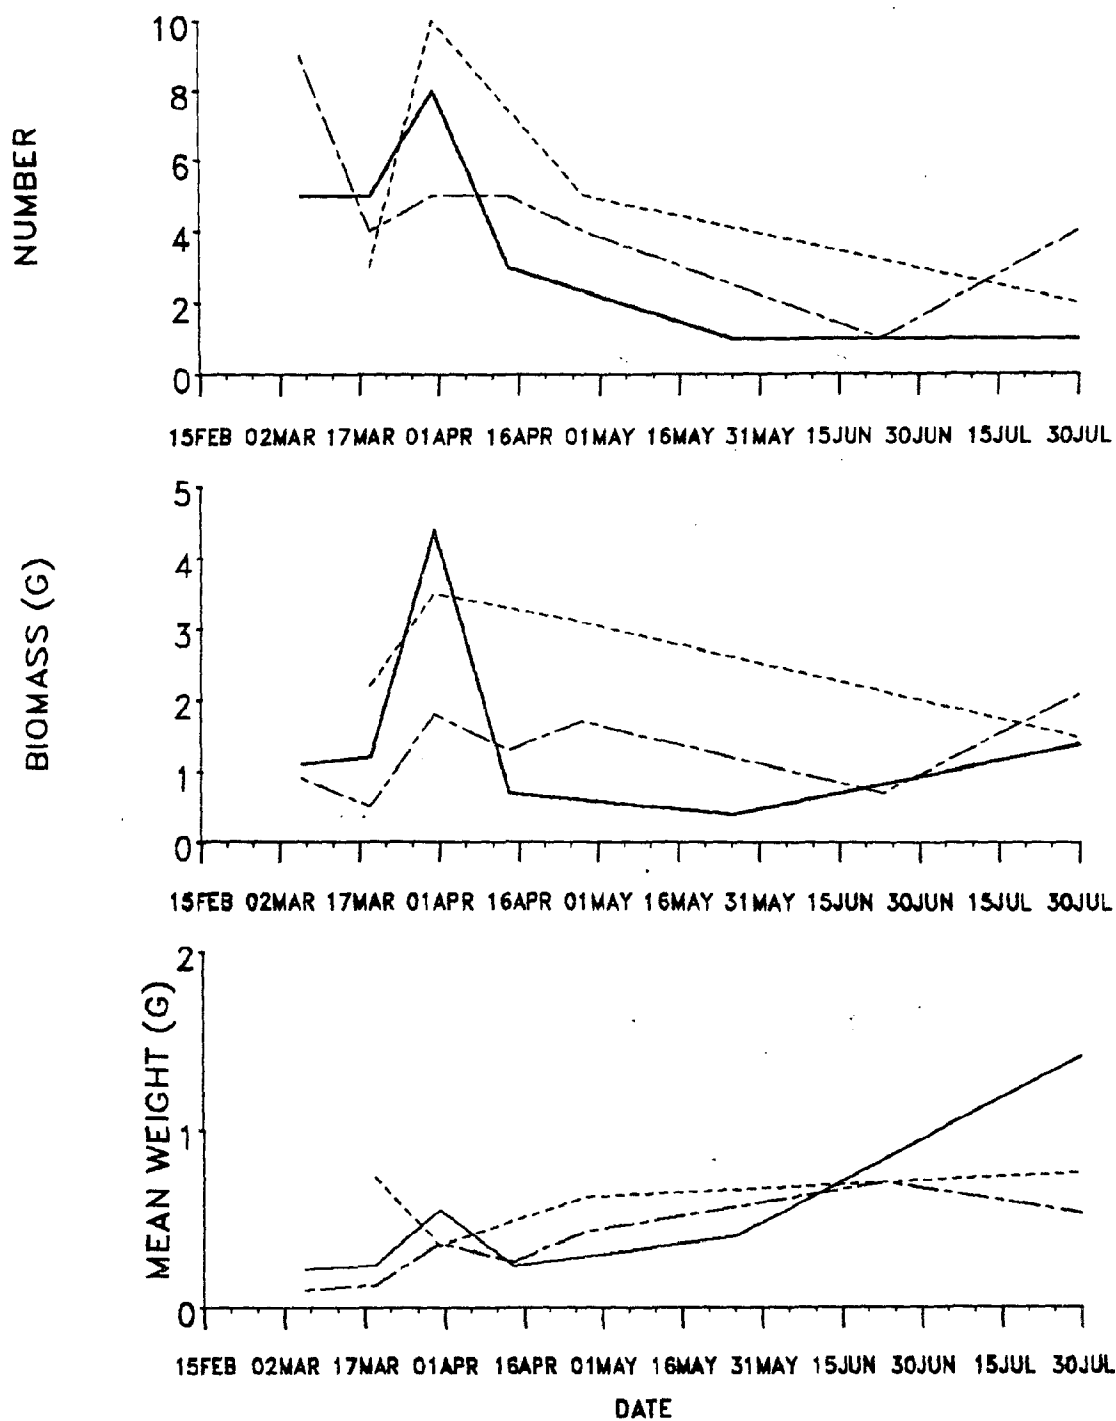 NUMBER
10
8
6
4
2
0
15FEB 02MAR 17MAR 01APR 16APR 01MAY 16MAY 31MAY 15JUN 30JUN 15JUL 30JUL
BIOMASS (G)
5
4
3
2
1
0
15FEB 02MAR 17MAR 01APR 16APR 01MAY 16MAY 31MAY 15JUN 30JUN 15JUL 30JUL
MEAN WEIGHT (G)
2
1
0
15FEB 02MAR 17MAR 01APR 16APR 01MAY 16MAY 31MAY 15JUN 30JUN 15JUL 30JUL
DATE